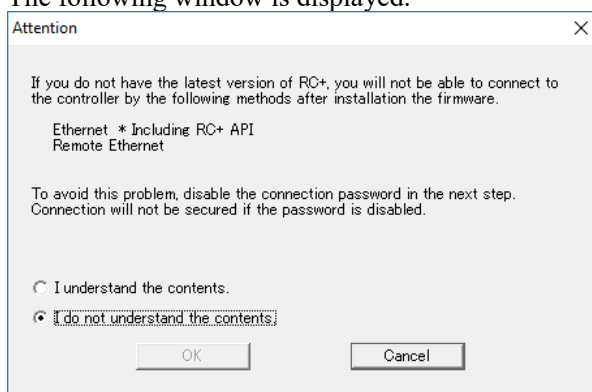 The following window is displayed.
Attention
If you do not have the latest version of RC+, you will not be able to connect to
the controller by the following methods after installation the firmware.
Ethernet * Including RC+ API
Remote Ethernet
To avoid this problem, disable the connection password in the next step.
Connection will not be secured if the password is disabled.
I understand the contents.
I do not understand the contents.
OK
Cancel